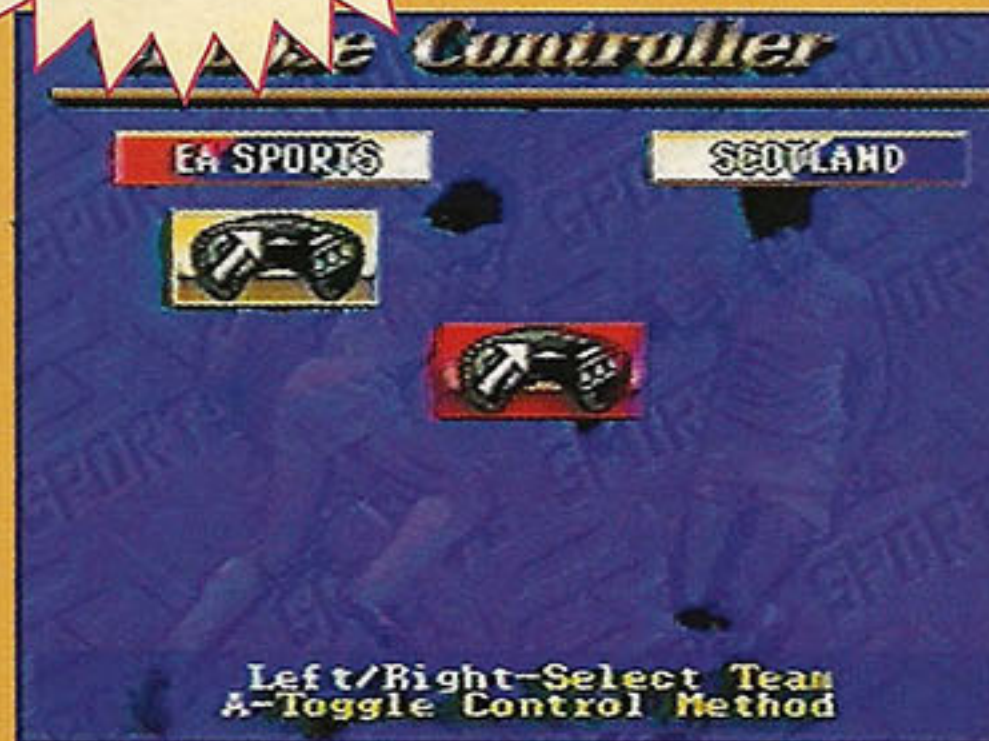 Controller
EA SPORTS
SCOTLAND
Left/Right-Select Team
A-Toggle Control Method